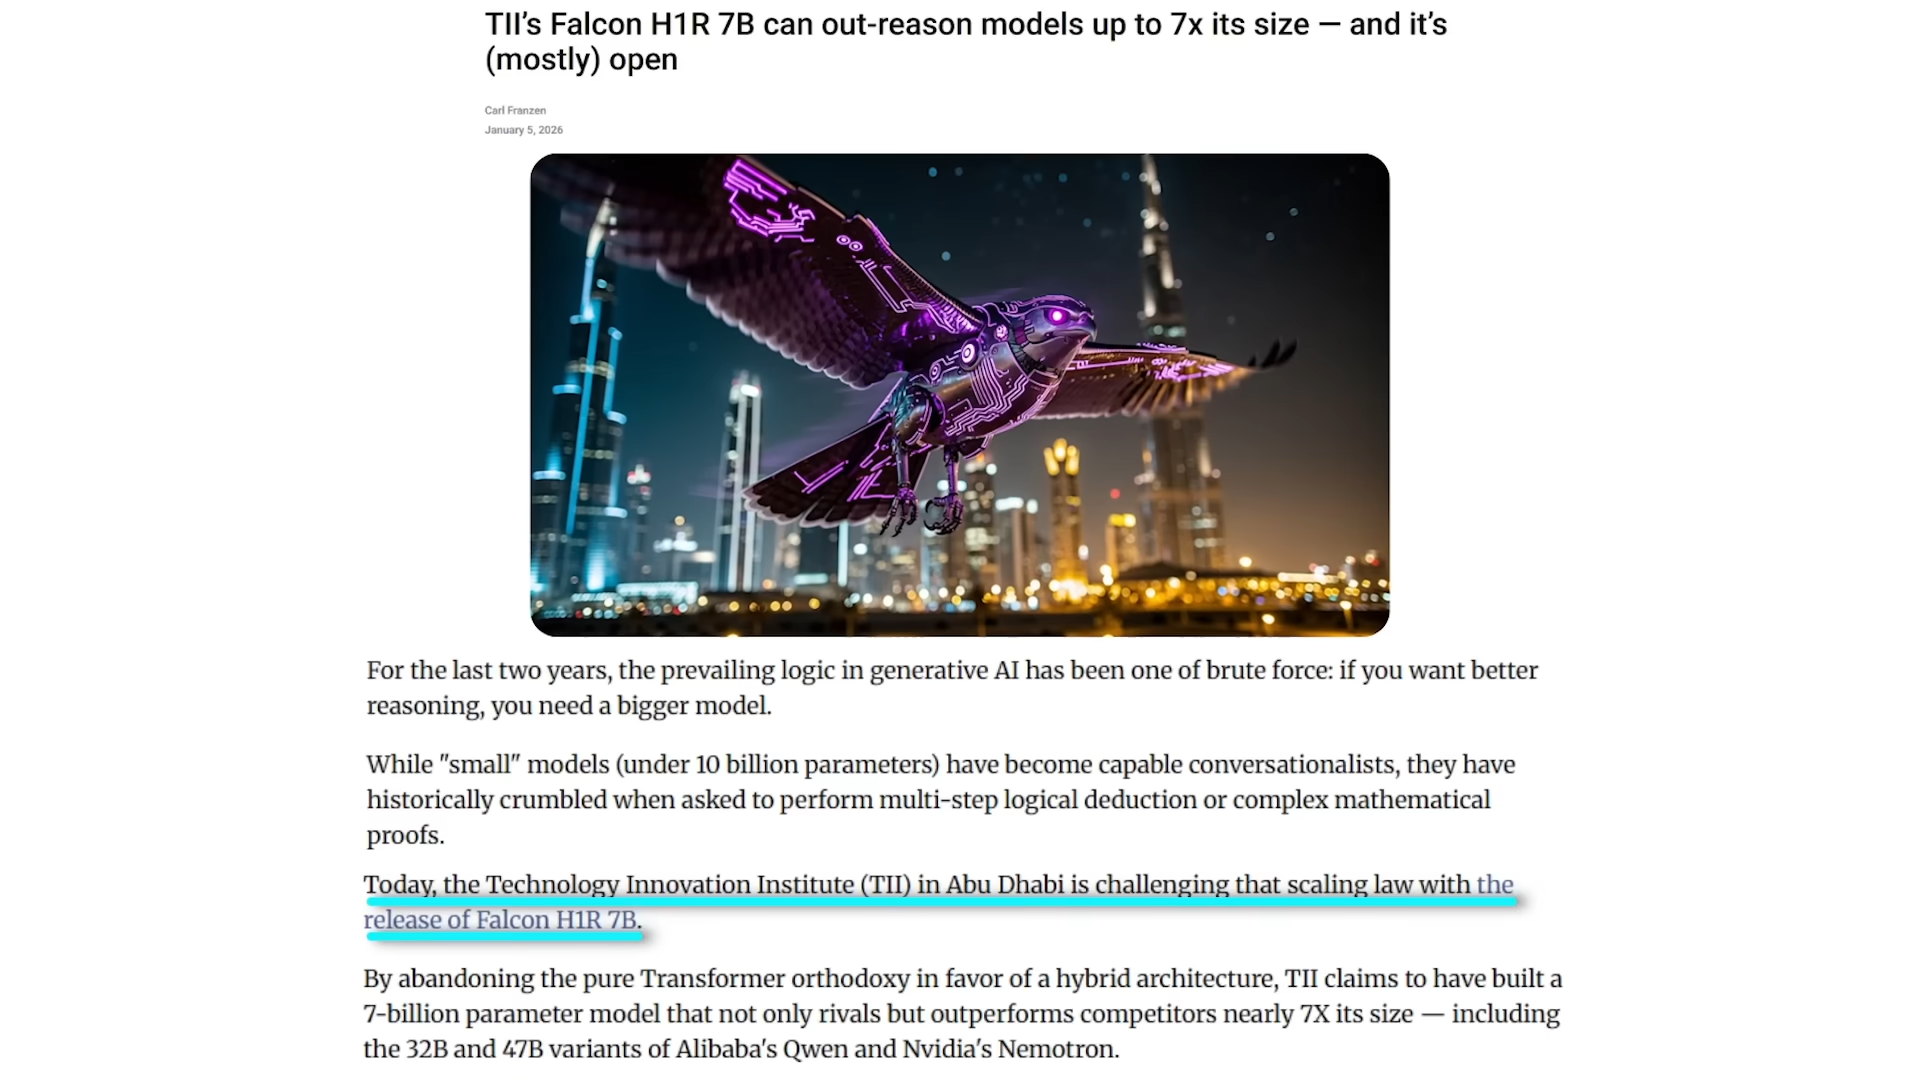 TII’s Falcon H1R 7B can out-reason models up to 7x its size — and it’s
(mostly) open
Carl Franzen
January 5, 2026
For the last two years, the prevailing logic in generative AI has been one of brute force: if you want better
reasoning, you need a bigger model.
While "small" models (under 10 billion parameters) have become capable conversationalists, they have
historically crumbled when asked to perform multi-step logical deduction or complex mathematical
proofs.
Today, the Technology Innovation Institute (TII) in Abu Dhabi is challenging that scaling law with the
release of Falcon H1R 7B.
By abandoning the pure Transformer orthodoxy in favor of a hybrid architecture, TII claims to have built a
7-billion parameter model that not only rivals but outperforms competitors nearly 7X its size — including
the 32B and 47B variants of Alibaba's Qwen and Nvidia's Nemotron.